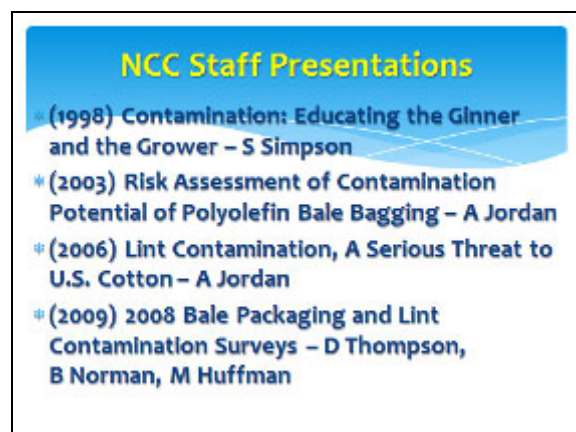 NCC Staff Presentations
(1998) Contamination: Educating the Ginner
and the Grower – S Simpson
(2003) Risk Assessment of Contamination
Potential of Polyolefin Bale Bagging – A Jordan
(2006) Lint Contamination, A Serious Threat to
U.S. Cotton – A Jordan
(2009) 2008 Bale Packaging and Lint
Contamination Surveys – D Thompson,
B Norman, M Huffman